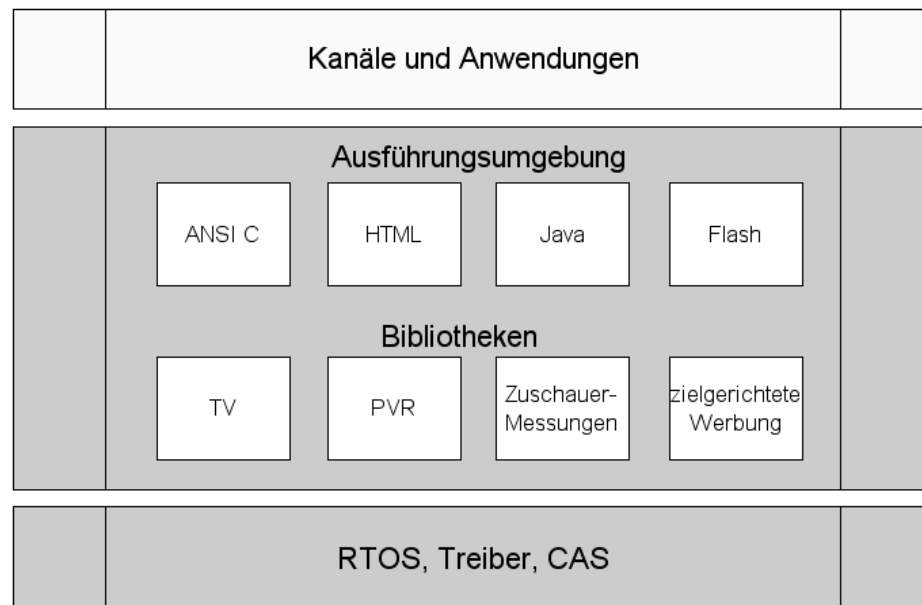 Kanäle und Anwendungen
Ausführungsumgebung
ANSI C
HTML
Java
Flash
Bibliotheken
TV
PVR
Zuschauer-
Messungen
zielgerichtete
Werbung
RTOS, Treiber, CAS